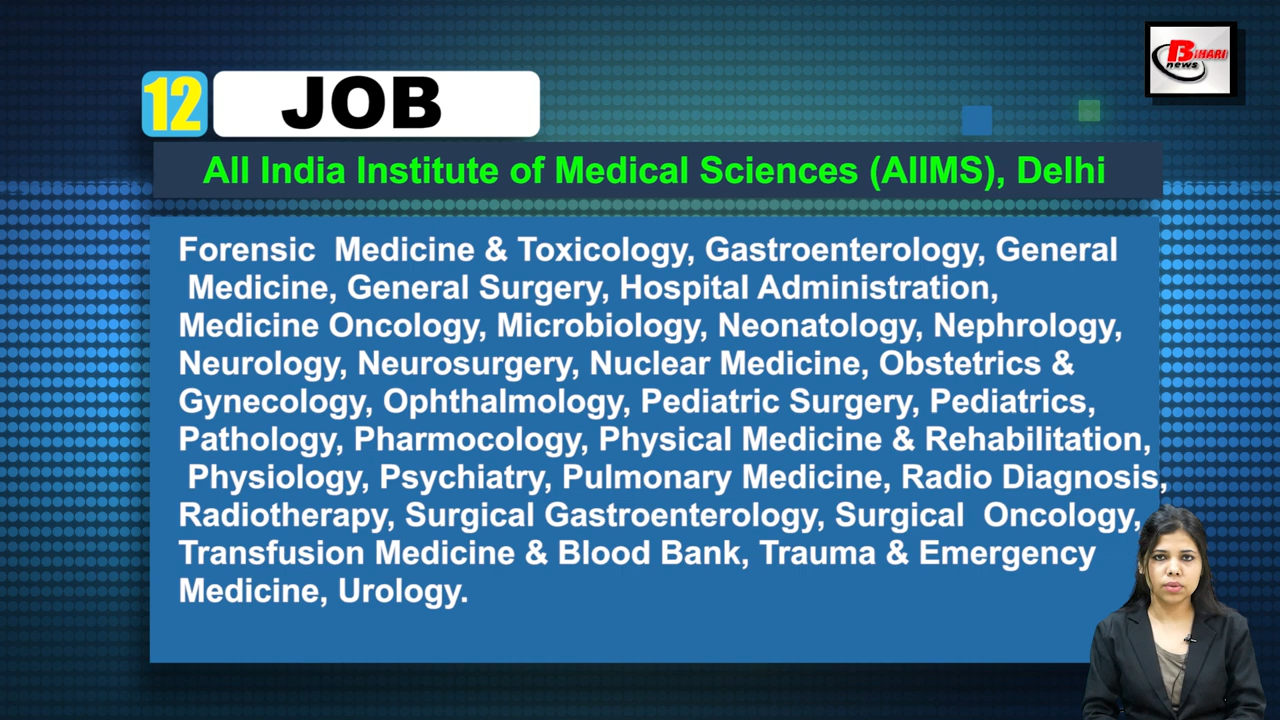 BIHARI
news
12 JOB
All India Institute of Medical Sciences (AIIMS), Delhi
Forensic  Medicine & Toxicology, Gastroenterology, General
Medicine, General Surgery, Hospital Administration,
Medicine Oncology, Microbiology, Neonatology, Nephrology,
Neurology, Neurosurgery, Nuclear Medicine, Obstetrics &
Gynecology, Ophthalmology, Pediatric Surgery, Pediatrics,
Pathology, Pharmocology, Physical Medicine & Rehabilitation,
Physiology, Psychiatry, Pulmonary Medicine, Radio Diagnosis,
Radiotherapy, Surgical Gastroenterology, Surgical  Oncology,
Transfusion Medicine & Blood Bank, Trauma & Emergency
Medicine, Urology.